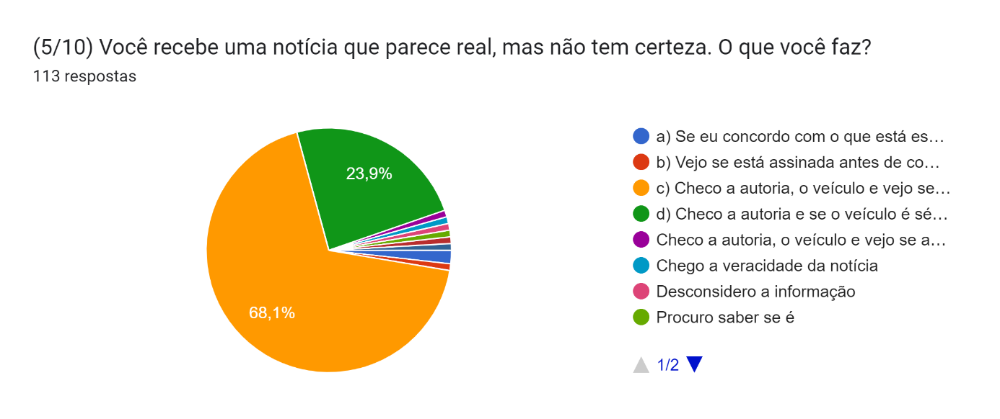 (5/10) Você recebe uma notícia que parece real, mas não tem certeza. O que você faz?
113 respostas
23,9%
68,1%
a) Se eu concordo com o que está es…
b) Vejo se está assinada antes de co…
c) Checo a autoria, o veículo e vejo se…
d) Checo a autoria e se o veículo é sé…
Checo a autoria, o veículo e vejo se a…
Chego a veracidade da notícia
Desconsidero a informação
Procuro saber se é
1/2